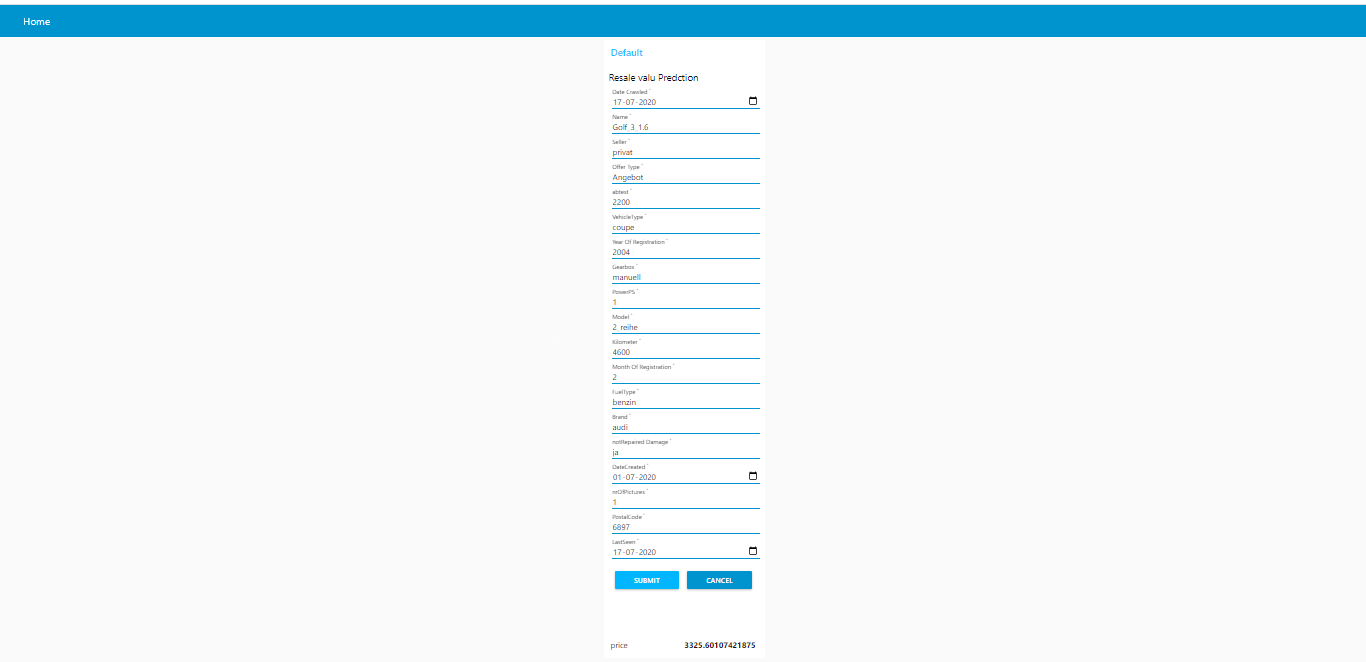 Home
Default
Resale valu Predction
Date Crawled *
17-07-2020
Name *
Golf_3_1.6
Seller *
privat
Offer Type *
Angebot
abtest *
2200
VehicleType *
coupe
Year Of Registration *
2004
Gearbox *
manuell
PowerPS *
1
Model *
2_reihe
Kilometer *
4600
Month Of Registration *
2
FuelType *
benzin
Brand *
audi
notRepaired Damage *
ja
DateCreated *
01-07-2020
nrOfPictures *
1
PostalCode *
6897
LastSeen *
17-07-2020
SUBMIT CANCEL
price 3325.60107421875